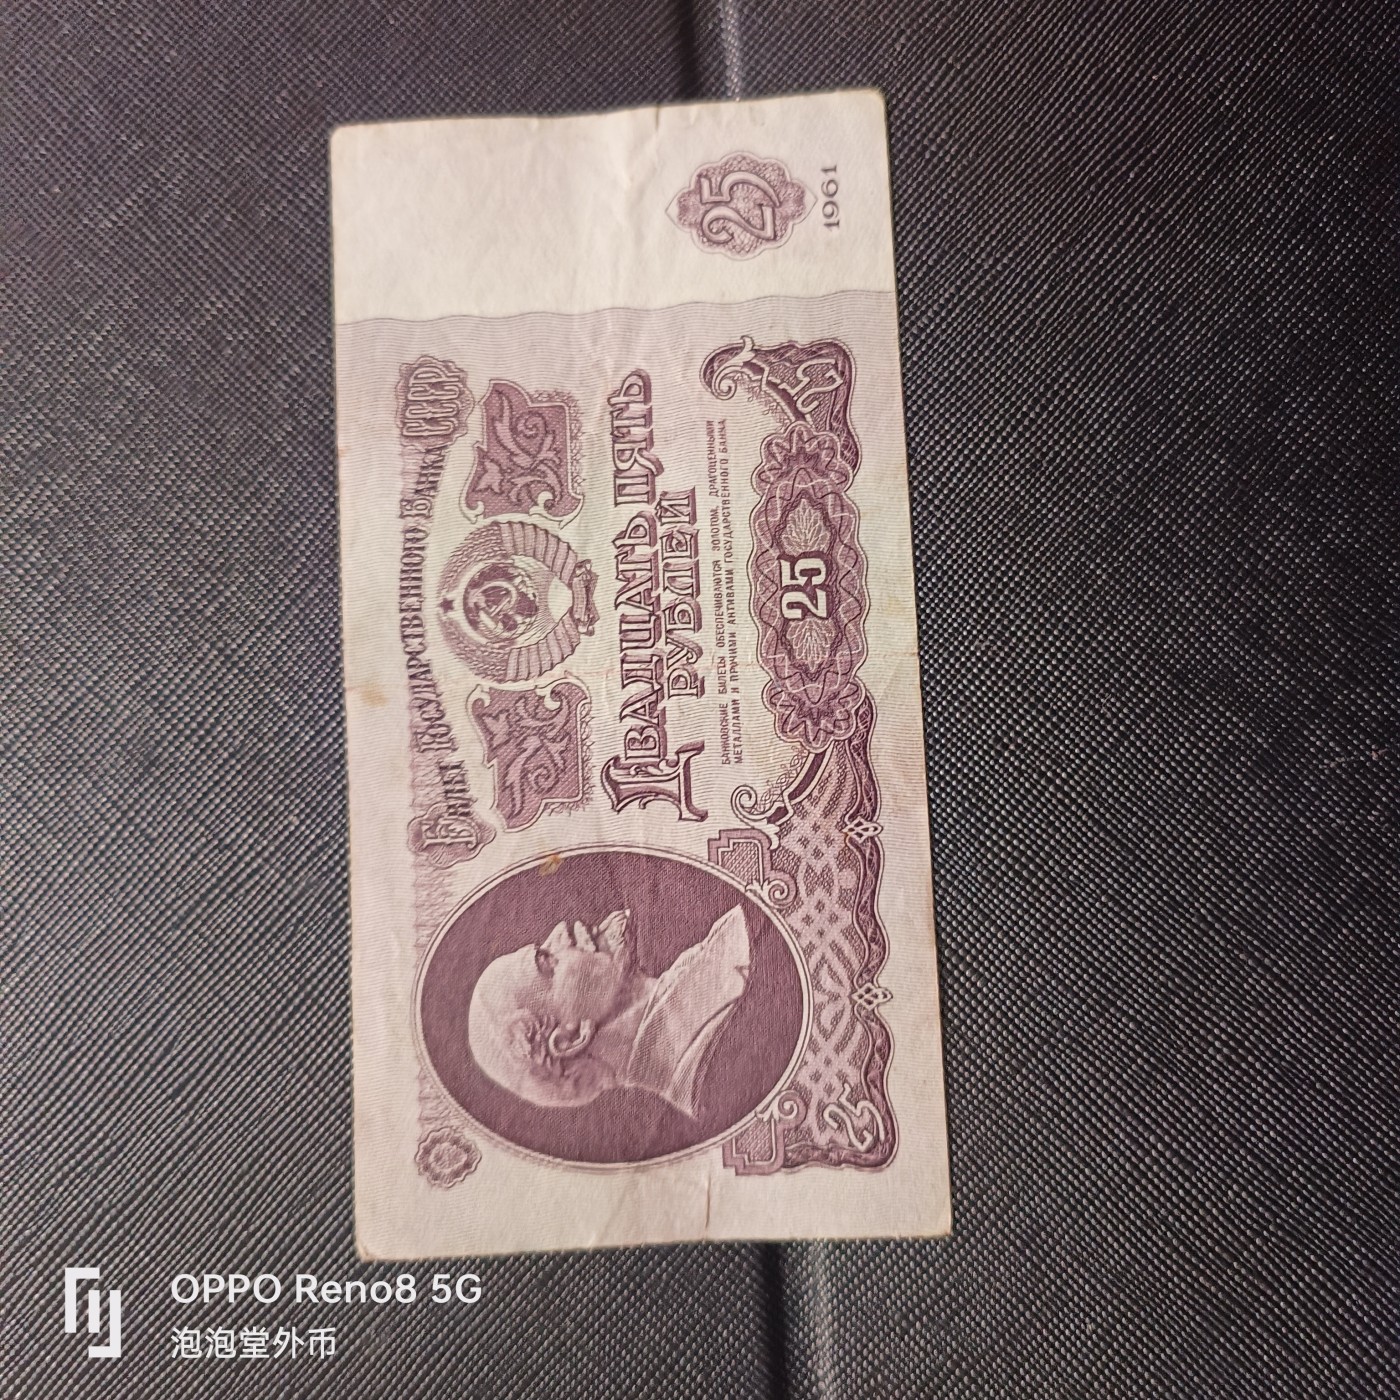 Билет Государственного Банка СССР
Двадцать пять
рублей
БАНКОВСКИЕ БИЛЕТЫ ОБЕСПЕЧИВАЮТСЯ ЗОЛОТОМ, ДРАГОЦЕННЫМИ
МЕТАЛЛАМИ И ПРОЧИМИ АКТИВАМИ ГОСУДАРСТВЕННОГО БАНКА
25
25
25
25
1961
OPPO Reno8 5G
泡泡堂外币